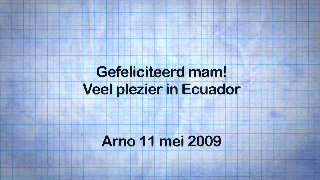 Gefeliciteerd mam!
Veel plezier in Ecuador
Arno 11 mei 2009